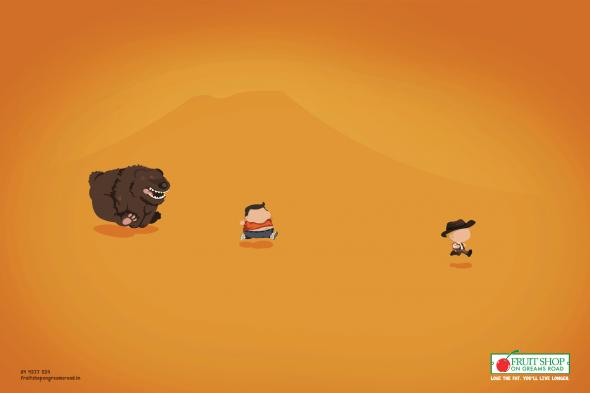 FRUIT SHOP
ON GREAMS ROAD
LOSE THE FAT. YOU'LL LIVE LONGER.
fruitshopongreamsroad.in